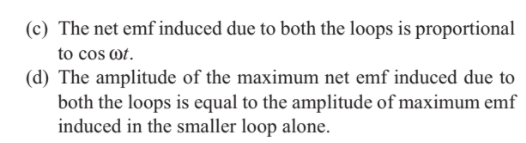 (c) The net emf induced due to both the loops is proportional
to cos ωt.
(d) The amplitude of the maximum net emf induced due to
both the loops is equal to the amplitude of maximum emf
induced in the smaller loop alone.